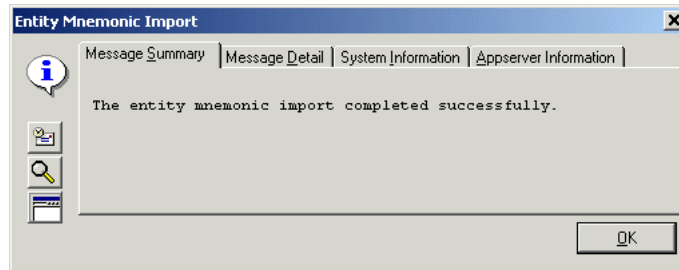 Entity Mnemonic Import
Message Summary
Message Detail
System Information
Appserver Information
The entity mnemonic import completed successfully.
OK